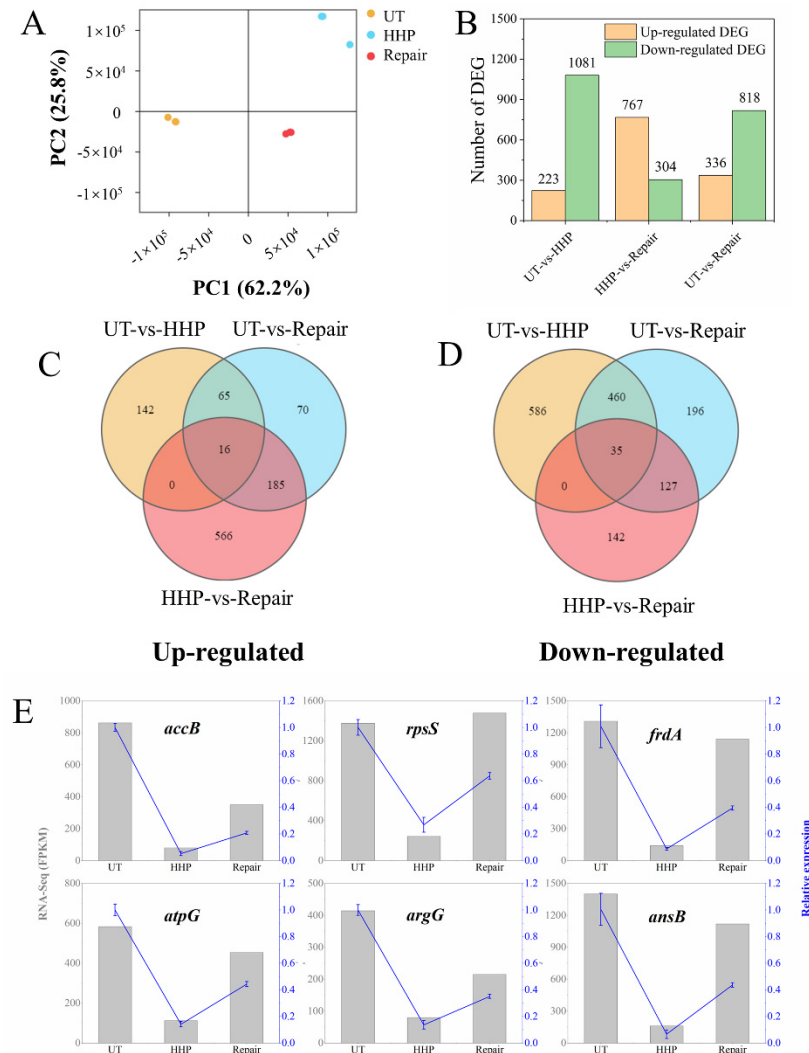 A
UT
HHP
Repair
PC2 (25.8%)
1×10⁵
5×10⁴
0
-5×10⁴
-1×10⁵
-1×10⁵
-5×10⁴
0
5×10⁴
1×10⁵
PC1 (62.2%)
B
Up-regulated DEG
Down-regulated DEG
Number of DEG
1500
1200
900
600
300
0
223
1081
767
304
336
818
UT-vs-HHP
HHP-vs-Repair
UT-vs-Repair
C
UT-vs-HHP
UT-vs-Repair
142
65
70
16
0
185
566
HHP-vs-Repair
Up-regulated
D
UT-vs-HHP
UT-vs-Repair
586
460
196
35
0
127
142
HHP-vs-Repair
Down-regulated
E
RNA-Seq (FPKM)
Relative expression
accB
1000
800
600
400
200
0
1.2
1.0
0.8
0.6
0.4
0.2
0.0
UT
HHP
Repair
rpsS
1600
1200
800
400
0
1.2
1.0
0.8
0.6
0.4
0.2
0.0
UT
HHP
Repair
frdA
1500
1200
900
600
300
0
1.2
1.0
0.8
0.6
0.4
0.2
0.0
UT
HHP
Repair
atpG
800
600
400
200
0
1.2
1.0
0.8
0.6
0.4
0.2
0.0
UT
HHP
Repair
argG
500
400
300
200
100
0
1.2
1.0
0.8
0.6
0.4
0.2
0.0
UT
HHP
Repair
ansB
1500
1200
900
600
300
0
1.2
1.0
0.8
0.6
0.4
0.2
0.0
UT
HHP
Repair